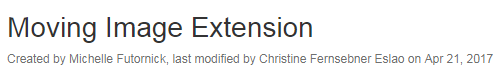 Moving Image Extension
Created by Michelle Futornick, last modified by Christine Fernsebner Eslao on Apr 21, 2017